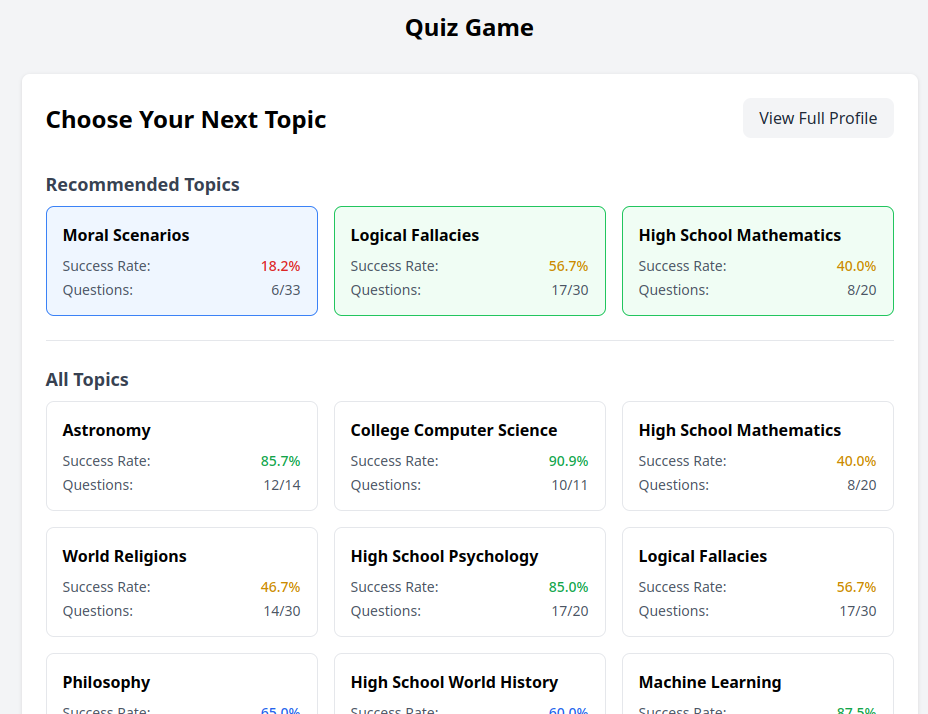 Quiz Game
Choose Your Next Topic
View Full Profile
Recommended Topics
Moral Scenarios
Success Rate: 18.2%
Questions: 6/33
Logical Fallacies
Success Rate: 56.7%
Questions: 17/30
High School Mathematics
Success Rate: 40.0%
Questions: 8/20
All Topics
Astronomy
Success Rate: 85.7%
Questions: 12/14
College Computer Science
Success Rate: 90.9%
Questions: 10/11
High School Mathematics
Success Rate: 40.0%
Questions: 8/20
World Religions
Success Rate: 46.7%
Questions: 14/30
High School Psychology
Success Rate: 85.0%
Questions: 17/20
Logical Fallacies
Success Rate: 56.7%
Questions: 17/30
Philosophy
Success Rate: 65.0%
High School World History
Success Rate: 60.0%
Machine Learning
Success Rate: 87.5%